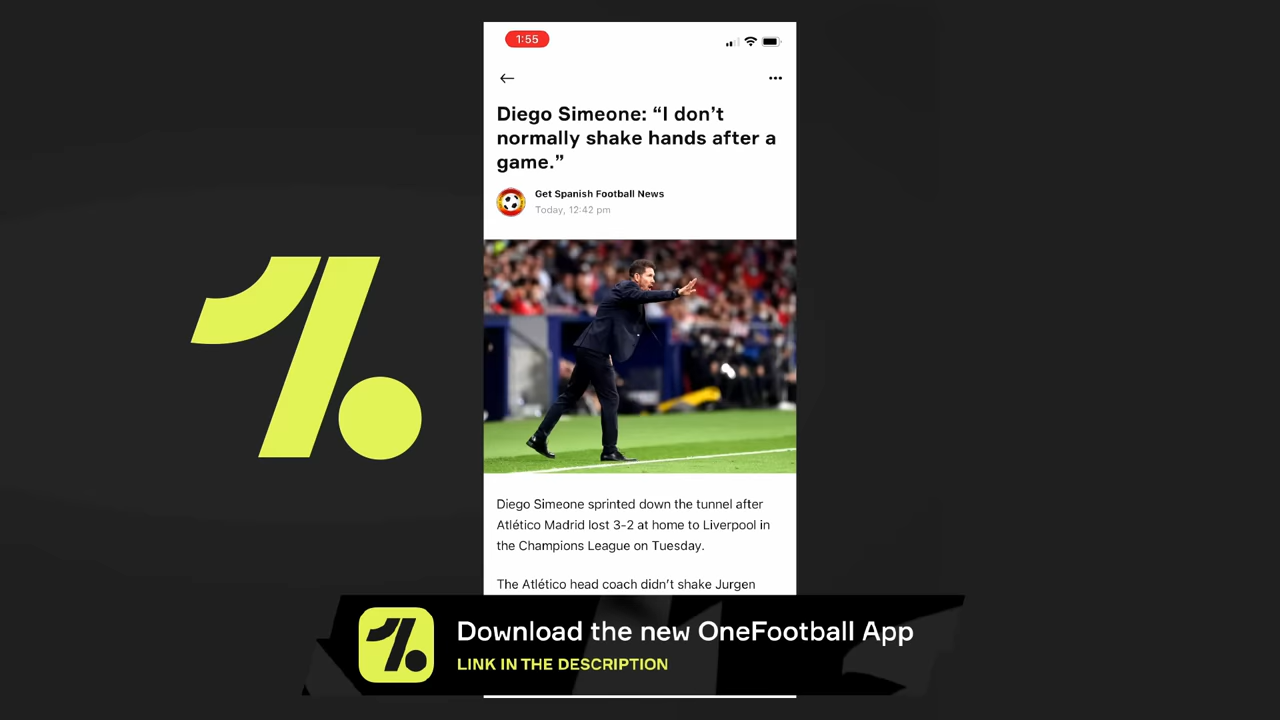 1:55
Diego Simeone: “I don’t
normally shake hands after a
game.”
Get Spanish Football News
Today, 12:42 pm
Diego Simeone sprinted down the tunnel after
Atlético Madrid lost 3-2 at home to Liverpool in
the Champions League on Tuesday.
The Atlético head coach didn’t shake Jurgen
Download the new OneFootball App
LINK IN THE DESCRIPTION